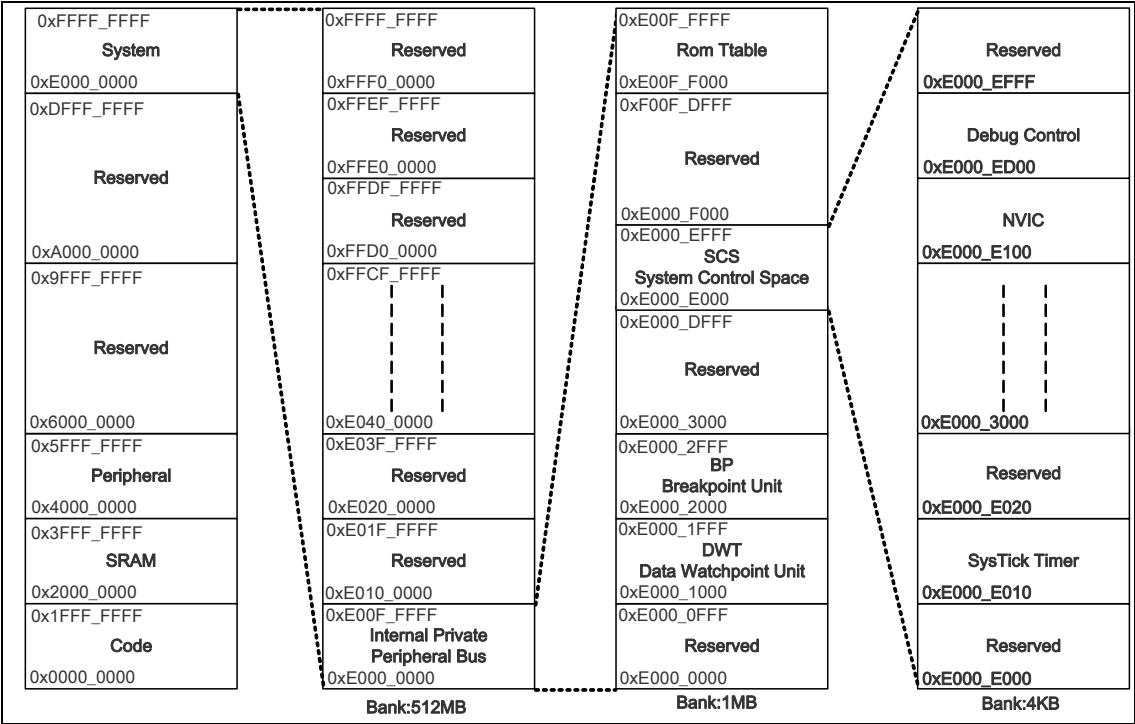 0xFFFF_FFFF
System
0xE000_0000
0xDFFF_FFFF
Reserved
0xA000_0000
0x9FFF_FFFF
Reserved
0x6000_0000
0x5FFF_FFFF
Peripheral
0x4000_0000
0x3FFF_FFFF
SRAM
0x2000_0000
0x1FFF_FFFF
Code
0x0000_0000
0xFFFF_FFFF
Reserved
0xFFF0_0000
0xFFEF_FFFF
Reserved
0xFFE0_0000
0xFFDF_FFFF
Reserved
0xFFD0_0000
0xFFCF_FFFF
0xE040_0000
0xE03F_FFFF
Reserved
0xE020_0000
0xE01F_FFFF
Reserved
0xE010_0000
0xE00F_FFFF
Internal Private
Peripheral Bus
0xE000_0000
Bank:512MB
0xE00F_FFFF
Rom Ttable
0xE00F_F000
0xF00F_DFFF
Reserved
0xE000_F000
0xE000_EFFF
SCS
System Control Space
0xE000_E000
0xE000_DFFF
Reserved
0xE000_3000
0xE000_2FFF
BP
Breakpoint Unit
0xE000_2000
0xE000_1FFF
DWT
Data Watchpoint Unit
0xE000_1000
0xE000_0FFF
Reserved
0xE000_0000
Bank:1MB
Reserved
0xE000_EFFF
Debug Control
0xE000_ED00
NVIC
0xE000_E100
0xE000_3000
Reserved
0xE000_E020
SysTick Timer
0xE000_E010
Reserved
0xE000_E000
Bank:4KB